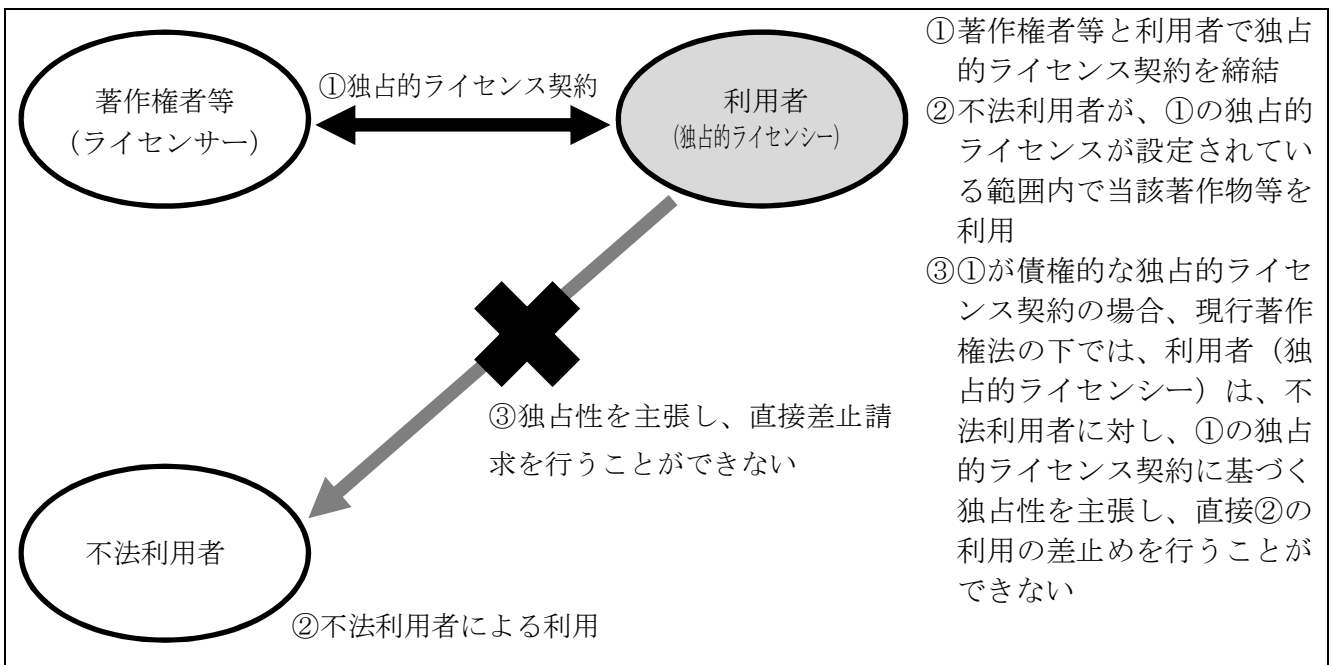 著作権者等
(ライセンサー)
①独占的ライセンス契約
利用者
(独占的ライセンシー)
③独占性を主張し、直接差止請
求を行うことができない
不法利用者
②不法利用者による利用
①著作権者等と利用者で独占
的ライセンス契約を締結
②不法利用者が、①の独占的
ライセンスが設定されてい
る範囲内で当該著作物等を
利用
③①が債権的な独占的ライセ
ンス契約の場合、現行著作
権法の下では、利用者（独
占的ライセンシー）は、不
法利用者に対し、①の独占
的ライセンス契約に基づく
独占性を主張し、直接②の
利用の差止めを行うことが
できない